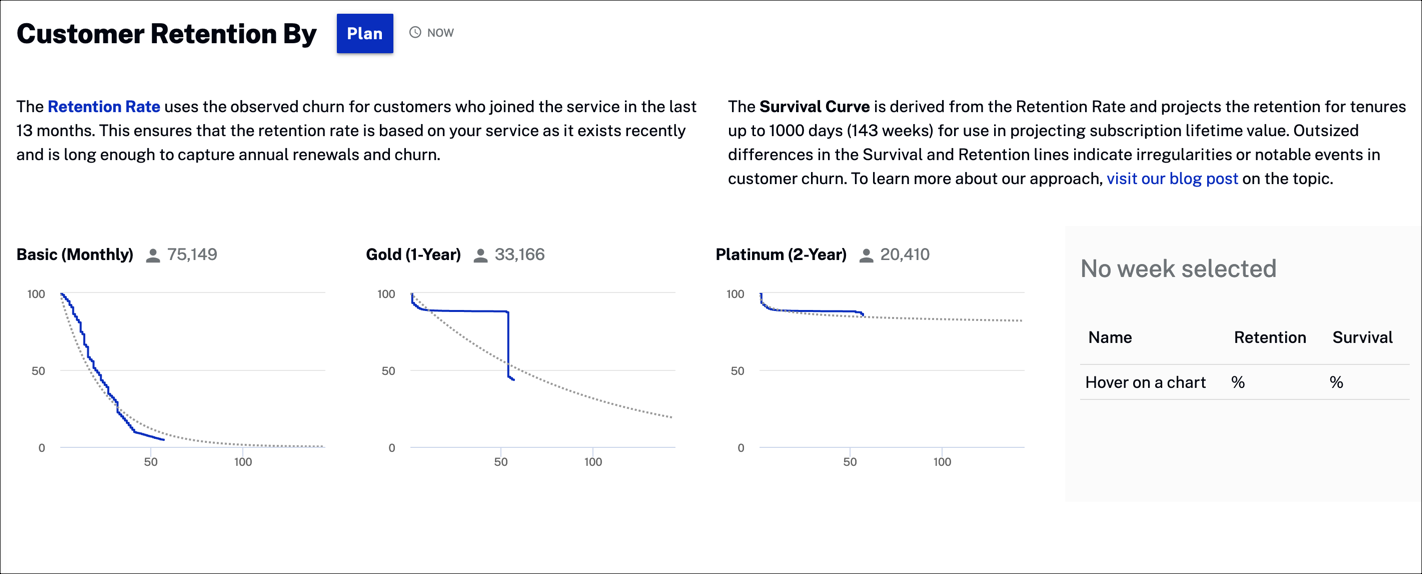 Customer Retention By Plan NOW
The Retention Rate uses the observed churn for customers who joined the service in the last
13 months. This ensures that the retention rate is based on your service as it exists recently
and is long enough to capture annual renewals and churn.
The Survival Curve is derived from the Retention Rate and projects the retention for tenures
up to 1000 days (143 weeks) for use in projecting subscription lifetime value. Outsized
differences in the Survival and Retention lines indicate irregularities or notable events in
customer churn. To learn more about our approach, visit our blog post on the topic.
Basic (Monthly) 75,149
100
50
0
50 100
Gold (1-Year) 33,166
100
50
0
50 100
Platinum (2-Year) 20,410
100
50
0
50 100
No week selected
Name Retention Survival
Hover on a chart % %